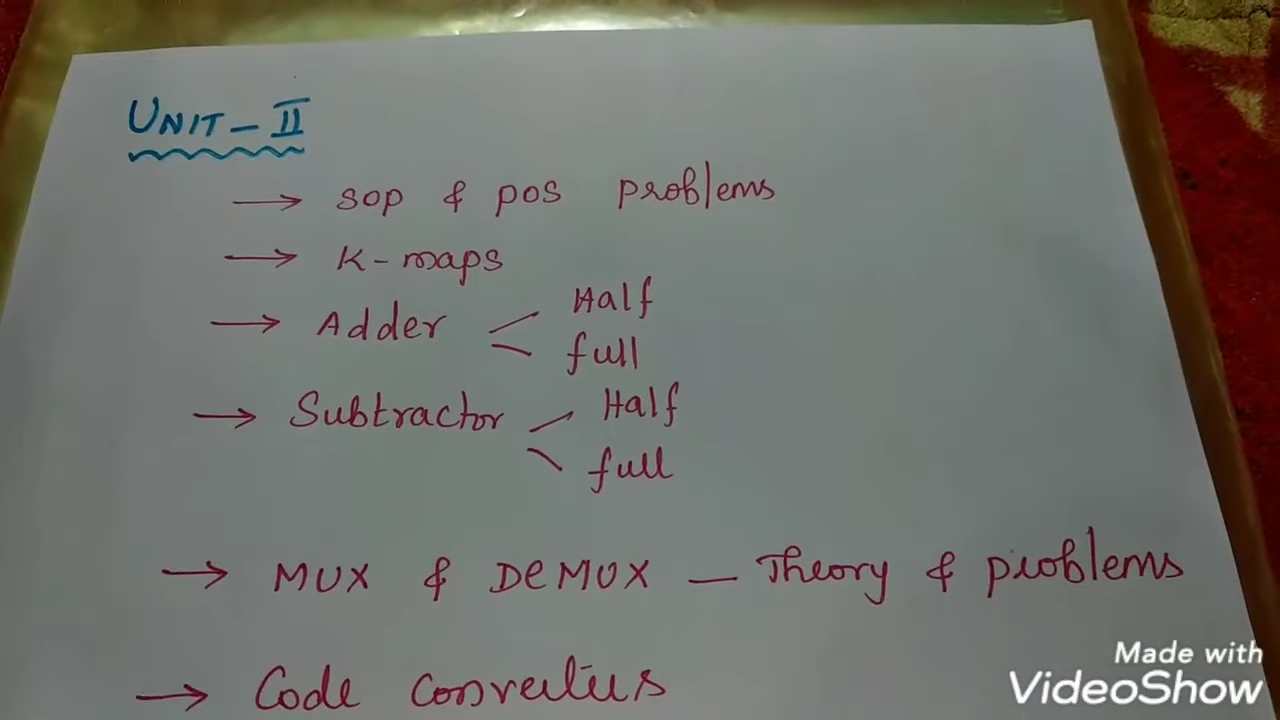 UNIT - II
→ SOP & POS problems
→ K-maps
→ Adder
Half
full
→ Subtractor
Half
full
→ MUX & DeMUX — Theory & problems
→ Code Converters
Made with
VideoShow